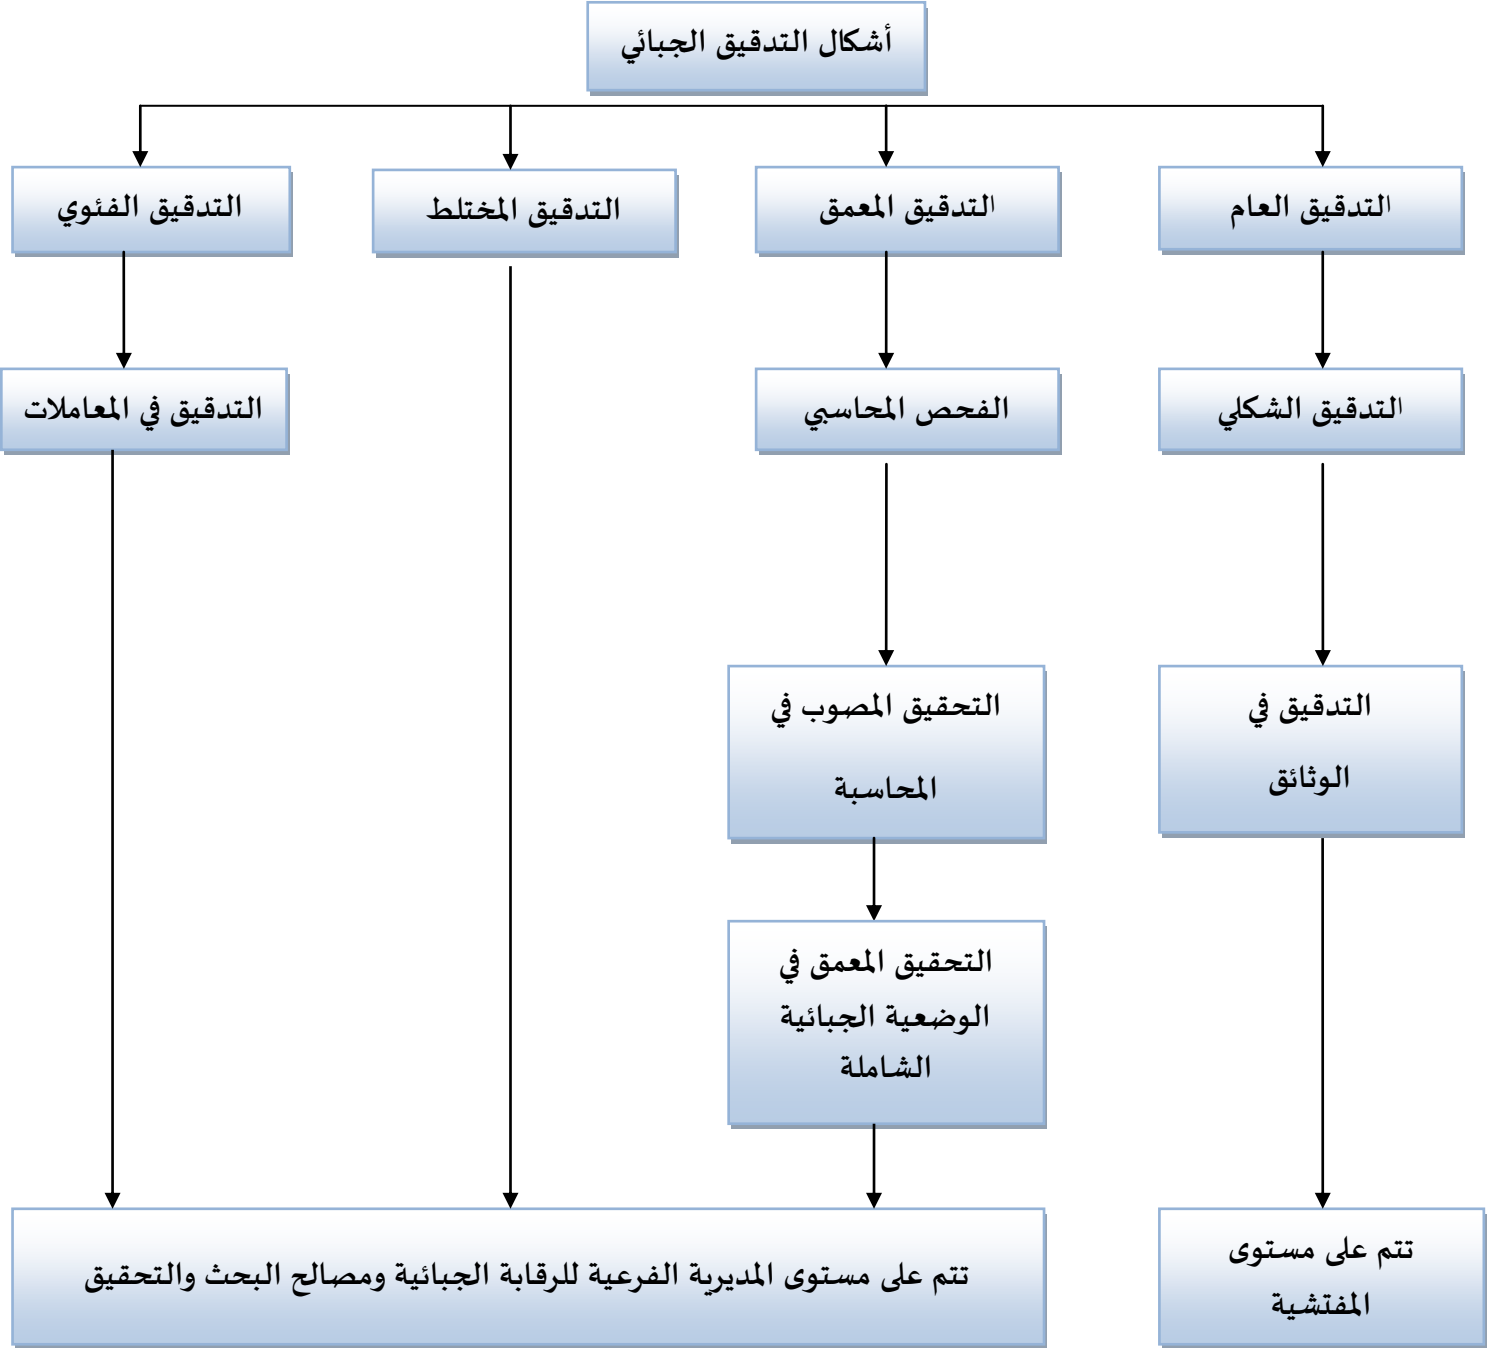 أشكال التدقيق الجبائي
التدقيق العام
التدقيق المعمق
التدقيق المختلط
التدقيق الفئوي
التدقيق الشكلي
الفحص المحاسبي
التدقيق في المعاملات
التدقيق في
الوثائق
التحقيق المصوب في
المحاسبة
التحقيق المعمق في
الوضعية الجبائية
الشاملة
تتم على مستوى
المفتشية
تتم على مستوى المديرية الفرعية للرقابة الجبائية ومصالح البحث والتحقيق